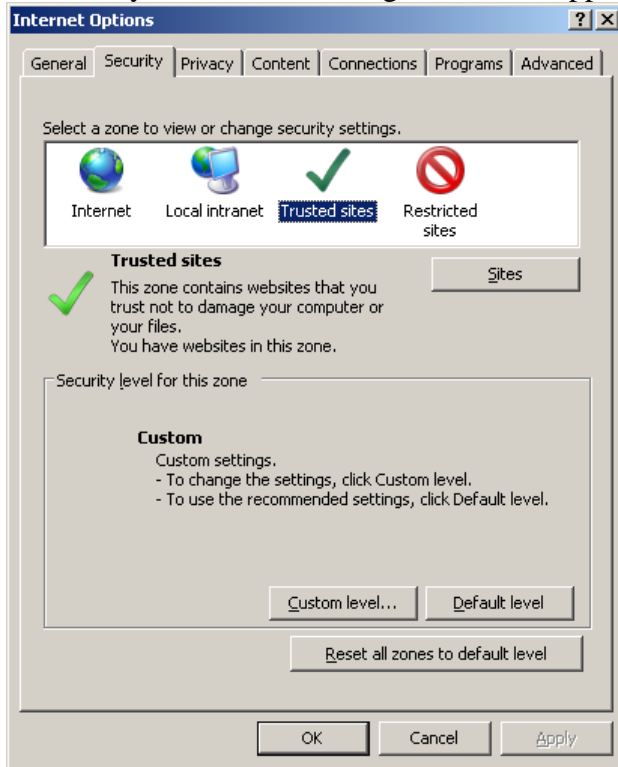 Internet Options
General Security Privacy Content Connections Programs Advanced
Select a zone to view or change security settings.
Internet Local intranet Trusted sites Restricted
sites
Trusted sites
Sites
This zone contains websites that you
trust not to damage your computer or
your files.
You have websites in this zone.
Security level for this zone
Custom
Custom settings.
- To change the settings, click Custom level.
- To use the recommended settings, click Default level.
Custom level... Default level
Reset all zones to default level
OK Cancel Apply